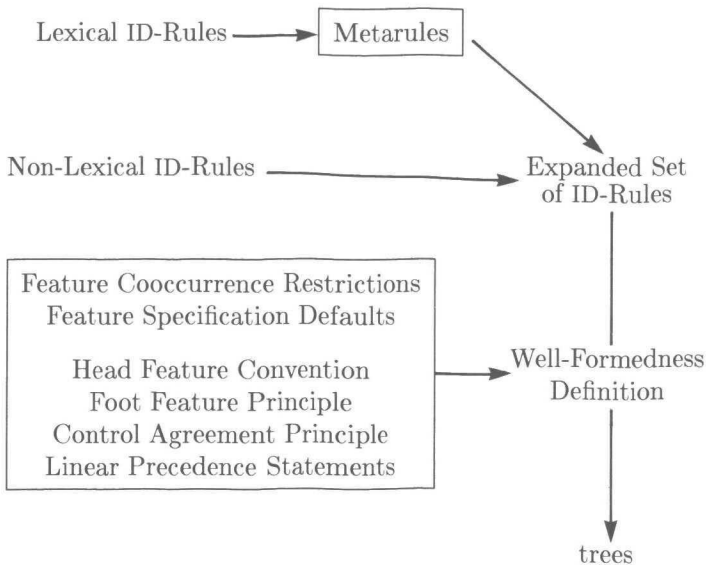 Lexical ID-Rules
Metarules
Non-Lexical ID-Rules
Expanded Set
of ID-Rules
Feature Cooccurrence Restrictions
Feature Specification Defaults
Head Feature Convention
Foot Feature Principle
Control Agreement Principle
Linear Precedence Statements
Well-Formedness
Definition
trees